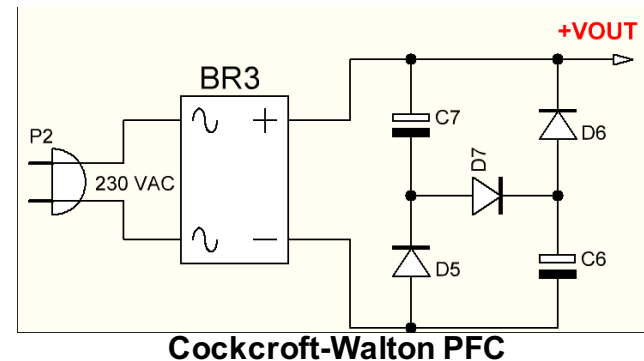 +VOUT
BR3
P2
230 VAC
+
−
C7
D6
D7
D5
C6
Cockcroft-Walton PFC